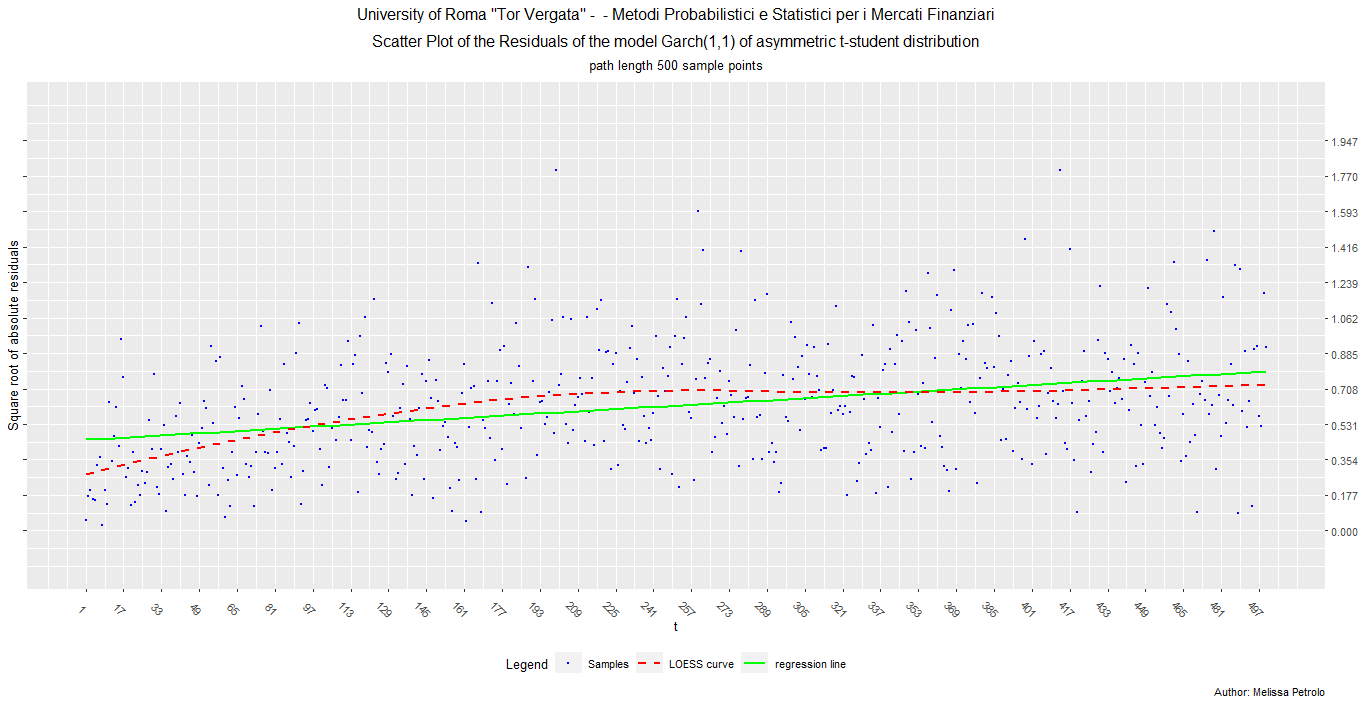 University of Roma "Tor Vergata" - - Metodi Probabilistici e Statistici per i Mercati Finanziari
Scatter Plot of the Residuals of the model Garch(1,1) of asymmetric t-student distribution
path length 500 sample points
Square root of absolute residuals
1.947
1.770
1.593
1.416
1.239
1.062
0.885
0.708
0.531
0.354
0.177
0.000
1 17 33 49 65 81 97 113 129 145 161 177 193 209 225 241 257 273 289 305 321 337 353 369 385 401 417 433 449 465 481 497
t
Legend Samples LOESS curve regression line
Author: Melissa Petrolo